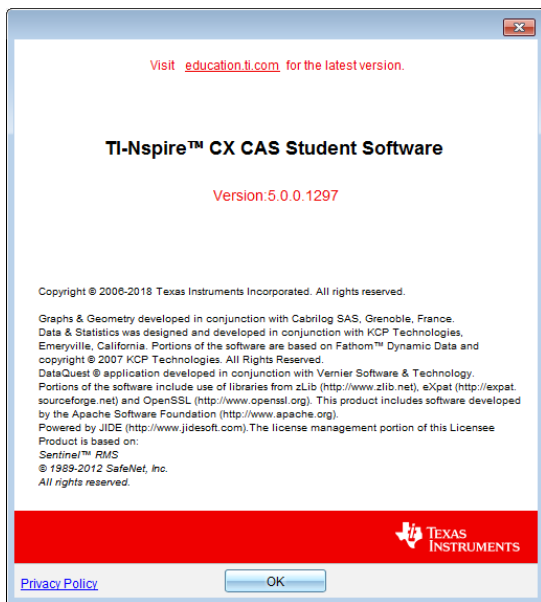 Visit education.ti.com for the latest version.
TI-Nspire™ CX CAS Student Software
Version:5.0.0.1297
Copyright © 2006-2018 Texas Instruments Incorporated. All rights reserved.
Graphs & Geometry developed in conjunction with Cabrilog SAS, Grenoble, France.
Data & Statistics was designed and developed in conjunction with KCP Technologies,
Emeryville, California. Portions of the software are based on Fathom™ Dynamic Data and
copyright © 2007 KCP Technologies. All Rights Reserved.
DataQuest ® application developed in conjunction with Vernier Software & Technology.
Portions of the software include use of libraries from zLib (http://www.zlib.net), eXpat (http://expat.
sourceforge.net) and OpenSSL (http://www.openssl.org). This product includes software developed
by the Apache Software Foundation (http://www.apache.org).
Powered by JIDE (http://www.jidesoft.com).The license management portion of this Licensee
Product is based on:
Sentinel™ RMS
© 1989-2012 SafeNet, Inc.
All rights reserved.
TEXAS
INSTRUMENTS
Privacy Policy
OK